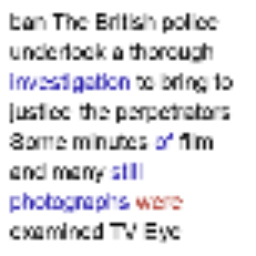 ban The British police
undertook a thorough
investigation to bring to
justice the perpetrators
Some minutes of film
and many still
photographs were
examined TV Eye